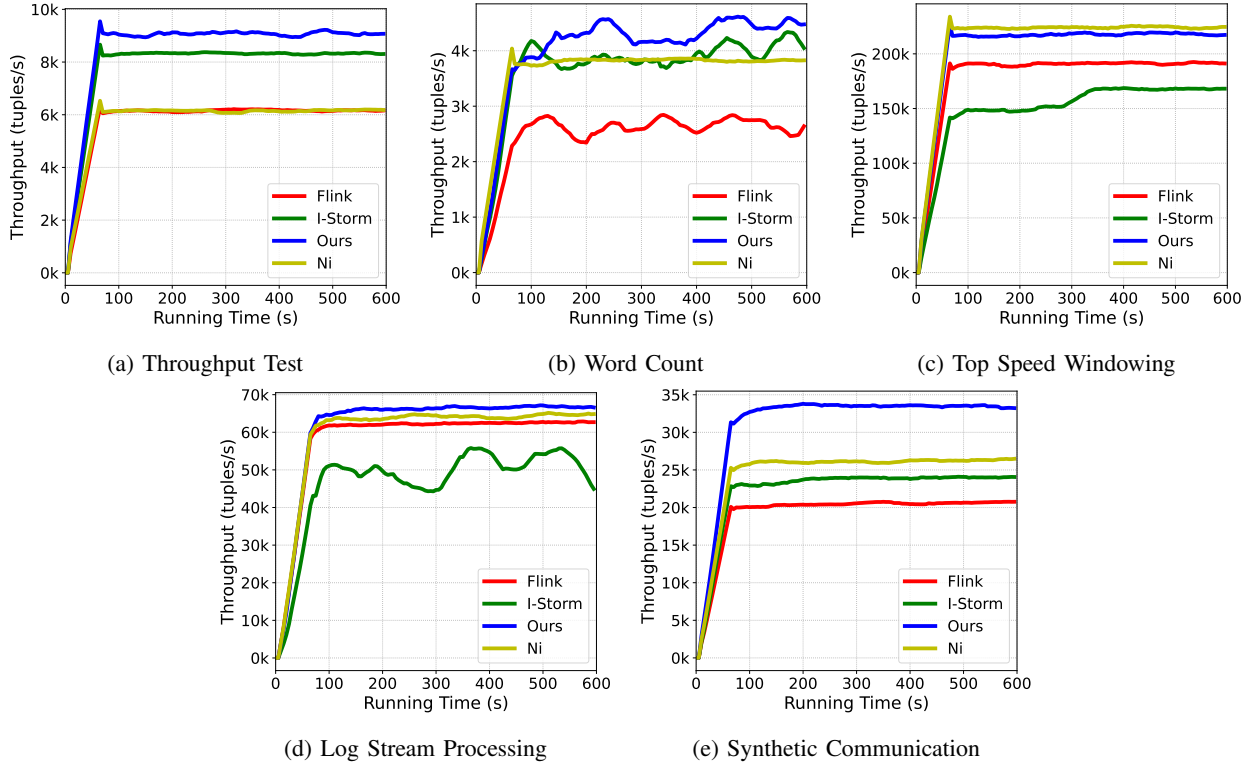 10k
8k
6k
4k
2k
0k
Throughput (tuples/s)
Flink
I-Storm
Ours
Ni
0 100 200 300 400 500 600
Running Time (s)
(a) Throughput Test
4k
3k
2k
1k
0k
Throughput (tuples/s)
Flink
I-Storm
Ours
Ni
0 100 200 300 400 500 600
Running Time (s)
(b) Word Count
200k
150k
100k
50k
0k
Throughput (tuples/s)
Flink
I-Storm
Ours
Ni
0 100 200 300 400 500 600
Running Time (s)
(c) Top Speed Windowing
70k
60k
50k
40k
30k
20k
10k
0k
Throughput (tuples/s)
Flink
I-Storm
Ours
Ni
0 100 200 300 400 500 600
Running Time (s)
(d) Log Stream Processing
35k
30k
25k
20k
15k
10k
5k
0k
Throughput (tuples/s)
Flink
I-Storm
Ours
Ni
0 100 200 300 400 500 600
Running Time (s)
(e) Synthetic Communication